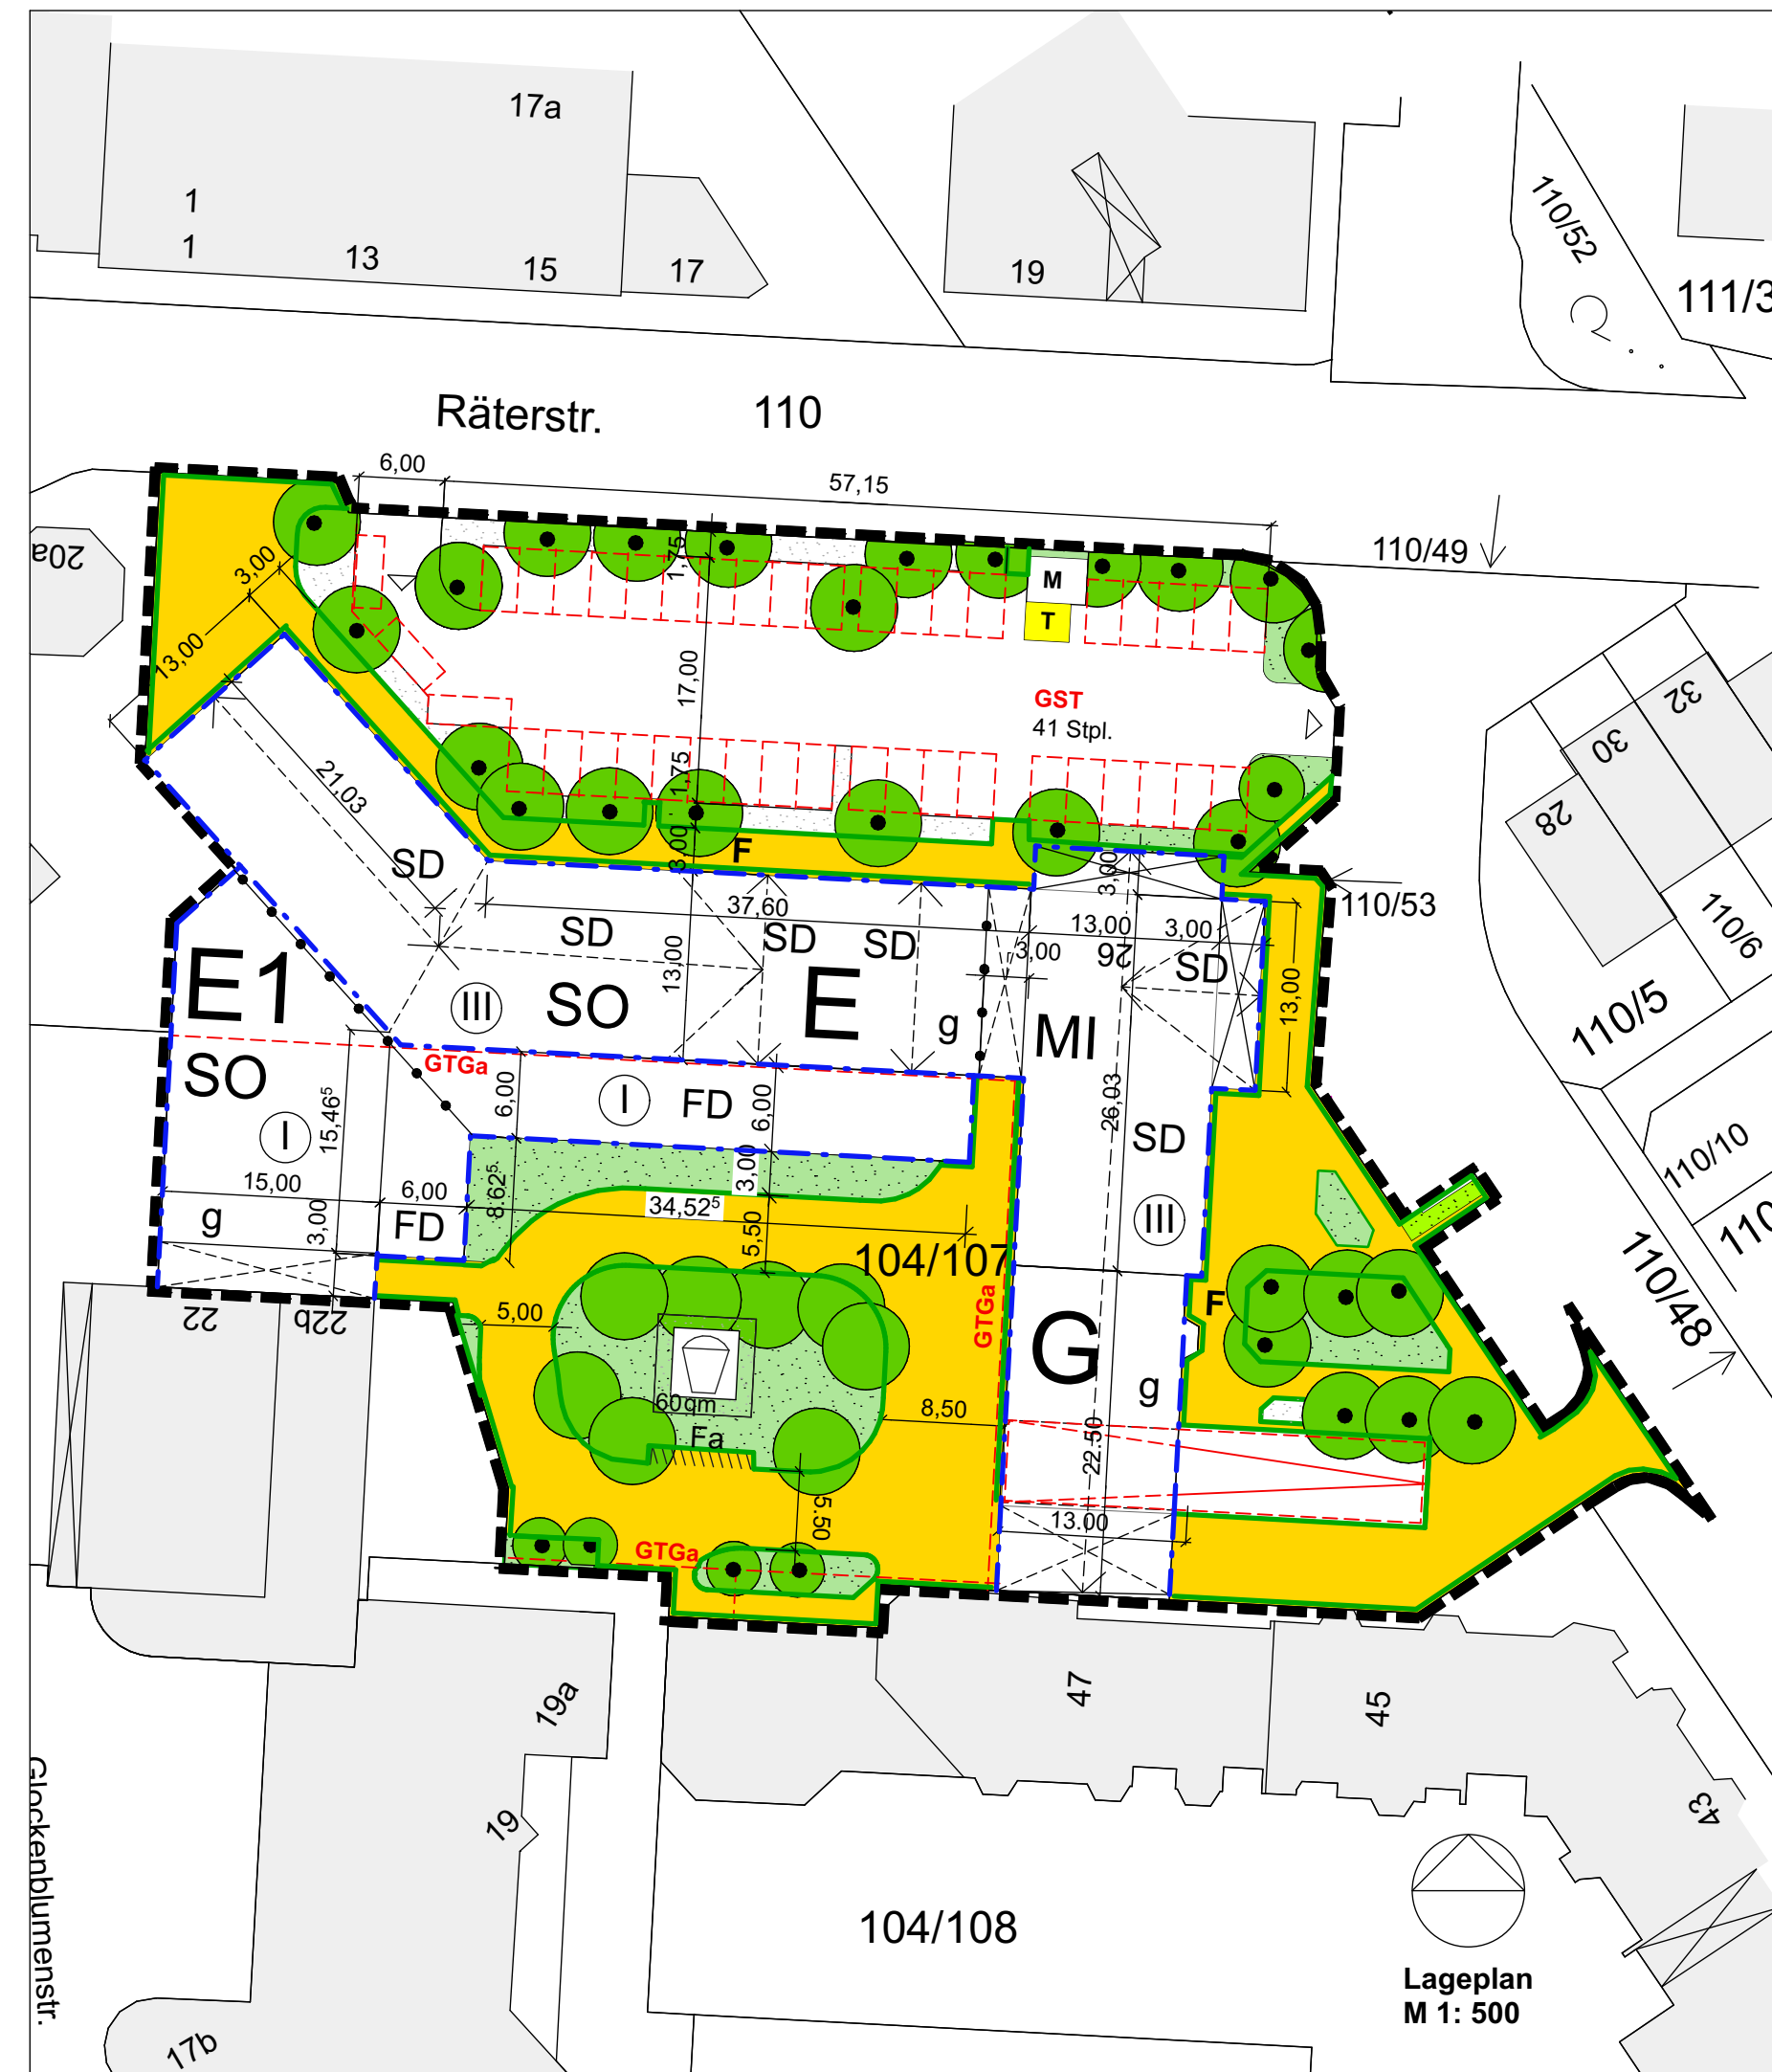 17a
1
1
13
15
17
19
110/52
111/3
Räterstr.
110
6,00
57,15
110/49
20a
3,00
13,00
1,75
M
T
17,00
GST
41 Stpl.
21,03
1,75
3,00
F
32
30
28
110/6
110/5
110/53
SD
37,60
SD
SD
SD
13,00
3,00
13,00
3,00
3,00
26
SD
13,00
E1
III
SO
E
g
MI
SO
GTGa
I
15,46⁵
6,00
I
FD
6,00
26,03
SD
III
110/10
110
15,00
6,00
8.62⁵
3,00
34,52⁵
g
3,00
FD
5,50
104/107
110/48
22
22b
5,00
GTGa
G
F
g
60qm
Fa
8,50
22.50
5.50
13.00
GTGa
19a
47
45
43
19
Glockenblumenstr.
104/108
17b
Lageplan
M 1: 500